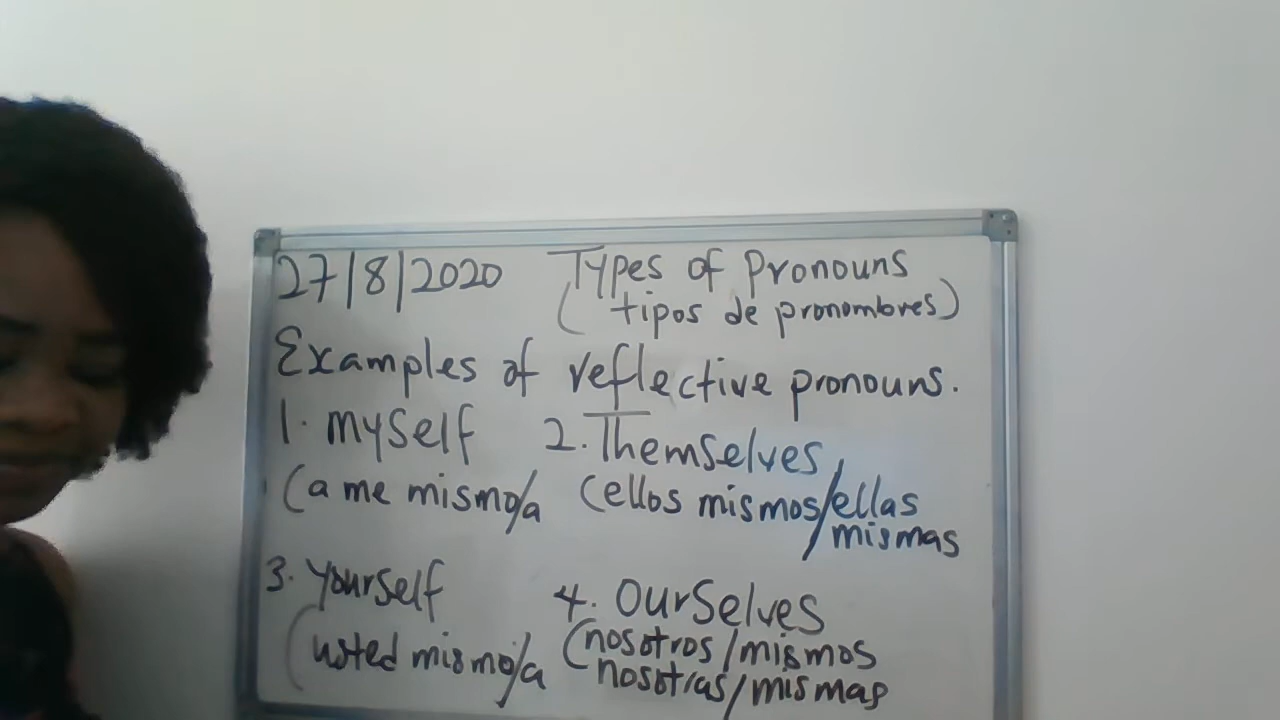 27/8/2020 Types of Pronouns
(tipos de pronombres)
Examples of reflective pronouns.
1. Myself 2. Themselves
(a me mismo/a (ellos mismos/ellas
mismas
3. Yourself 4. Ourselves
(usted mismo/a (nosotros/mismos
nosotras/mismas